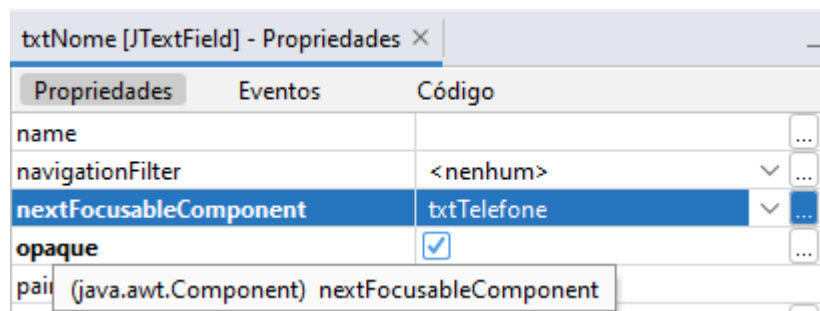 txtNome [JTextField] - Propriedades ×
Propriedades Eventos Código
name ...
navigationFilter <nenhum> ...
nextFocusableComponent txtTelefone ...
opaque ...
(java.awt.Component) nextFocusableComponent